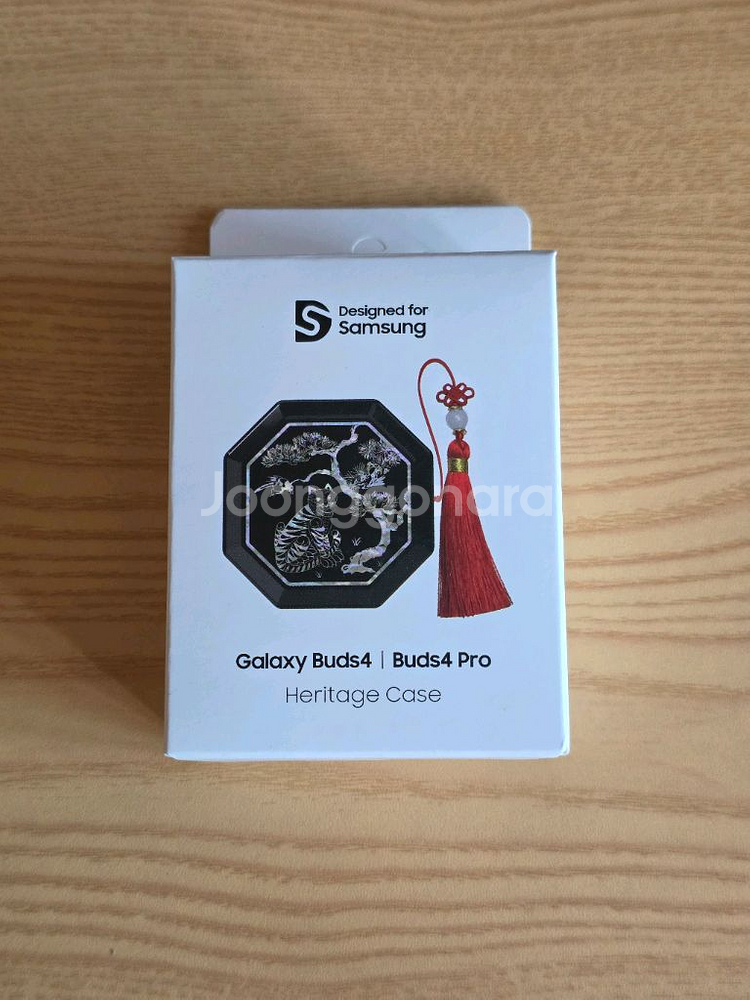 Designed for
Samsung
Joonggonara
Galaxy Buds4 | Buds4 Pro
Heritage Case